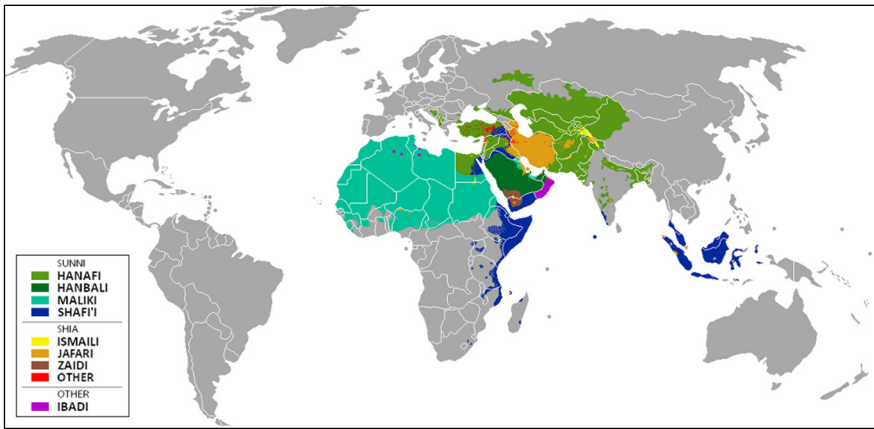 SUNNI
HANAFI
HANBALI
MALIKI
SHAFI'I
SHIA
ISMAILI
JAFARI
ZAIDI
OTHER
OTHER
IBADI